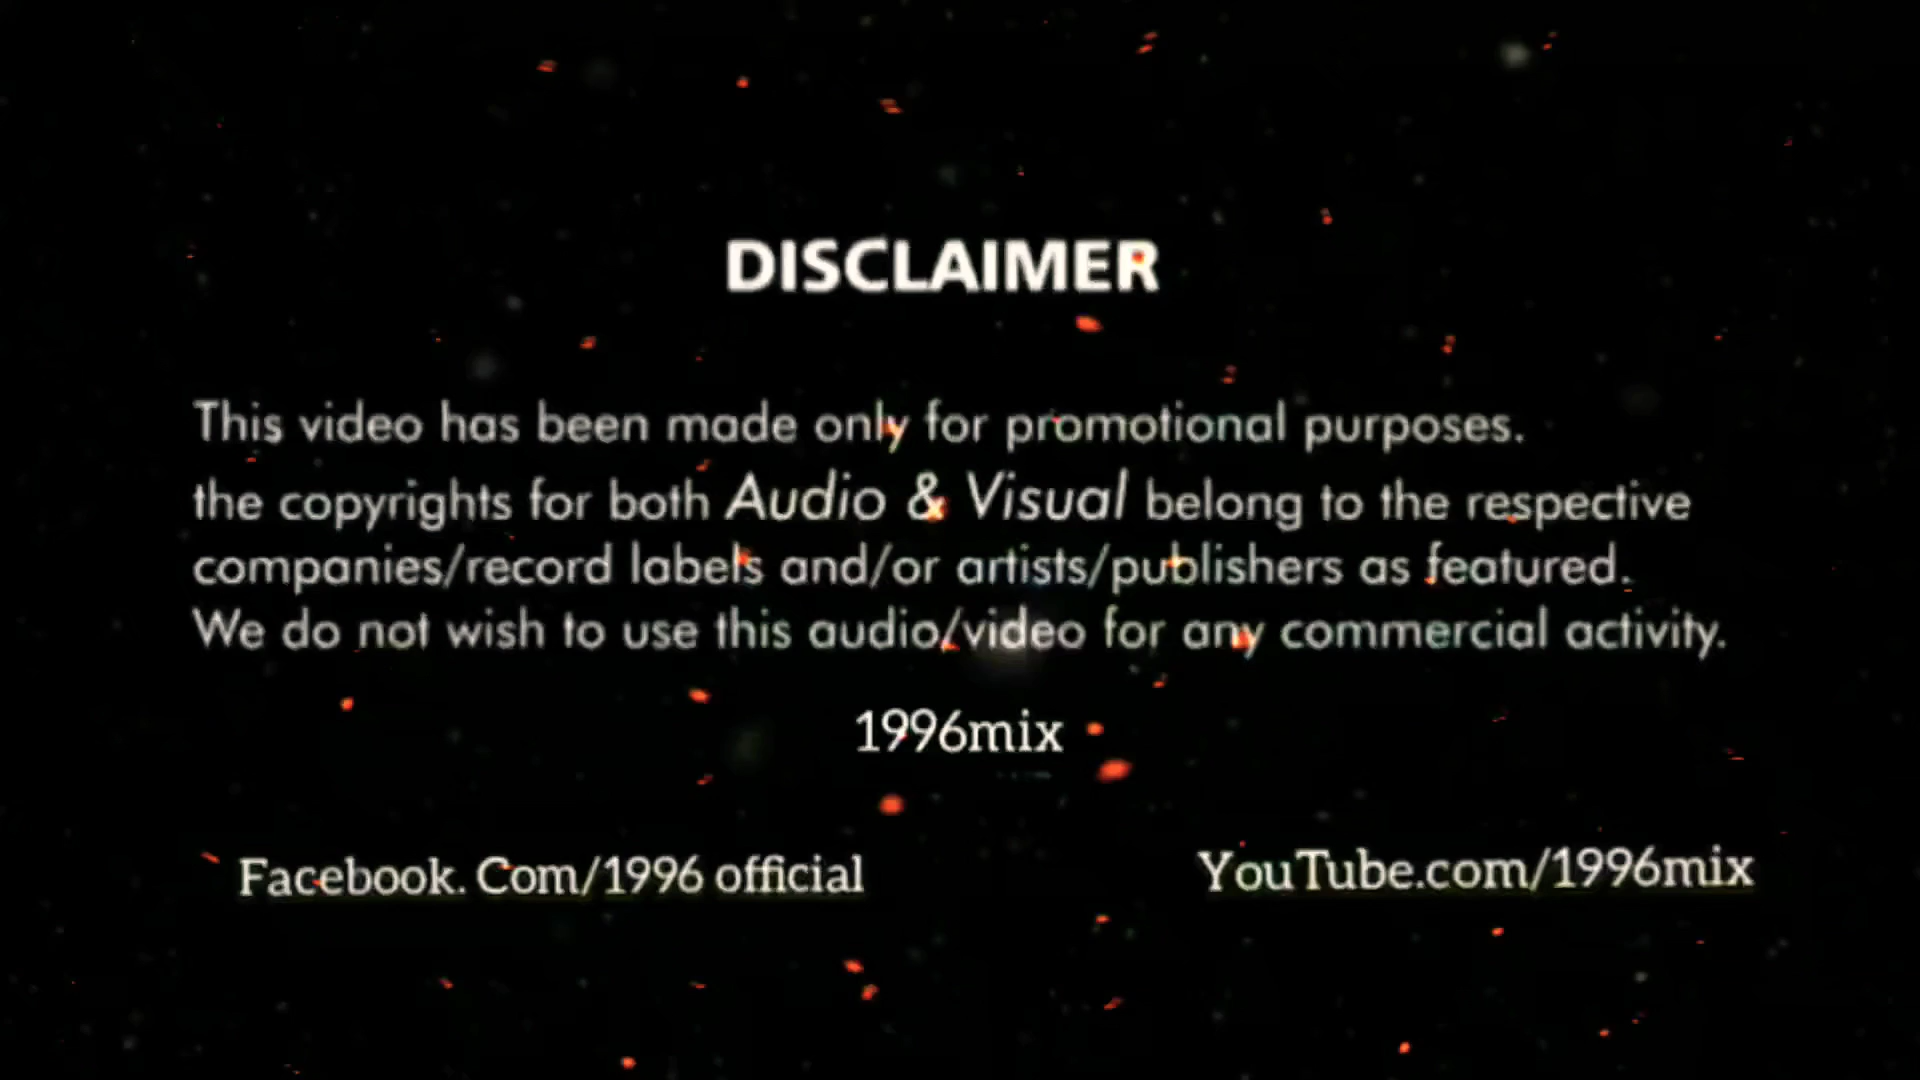 DISCLAIMER
This video has been made only for promotional purposes.
the copyrights for both Audio & Visual belong to the respective
companies/record labels and/or artists/publishers as featured.
We do not wish to use this audio/video for any commercial activity.
1996mix
Facebook. Com/1996 official
YouTube.com/1996mix